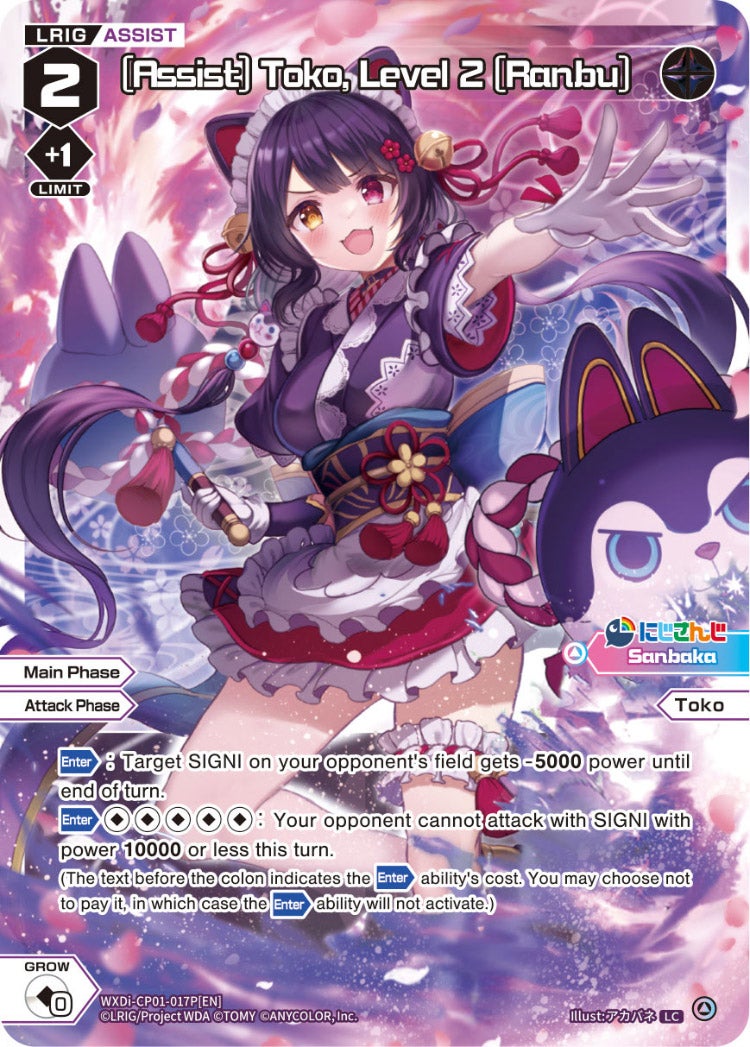 LRIG ASSIST
2
[Assist] Toko, Level 2 [Ranbu]
+1
LIMIT
にじさんじ
Sanbaka
Main Phase
Attack Phase
Toko
Enter : Target SIGNI on your opponent's field gets -5000 power until
end of turn.
Enter ◆ ◆ ◆ ◆ ◆ : Your opponent cannot attack with SIGNI with
power 10000 or less this turn.
(The text before the colon indicates the Enter ability's cost. You may choose not
to pay it, in which case the Enter ability will not activate.)
GROW
0
WXDi-CP01-017P[EN]
©LRIG/Project WDA ©TOMY ©ANYCOLOR, Inc.
Illust:アカバネ LC